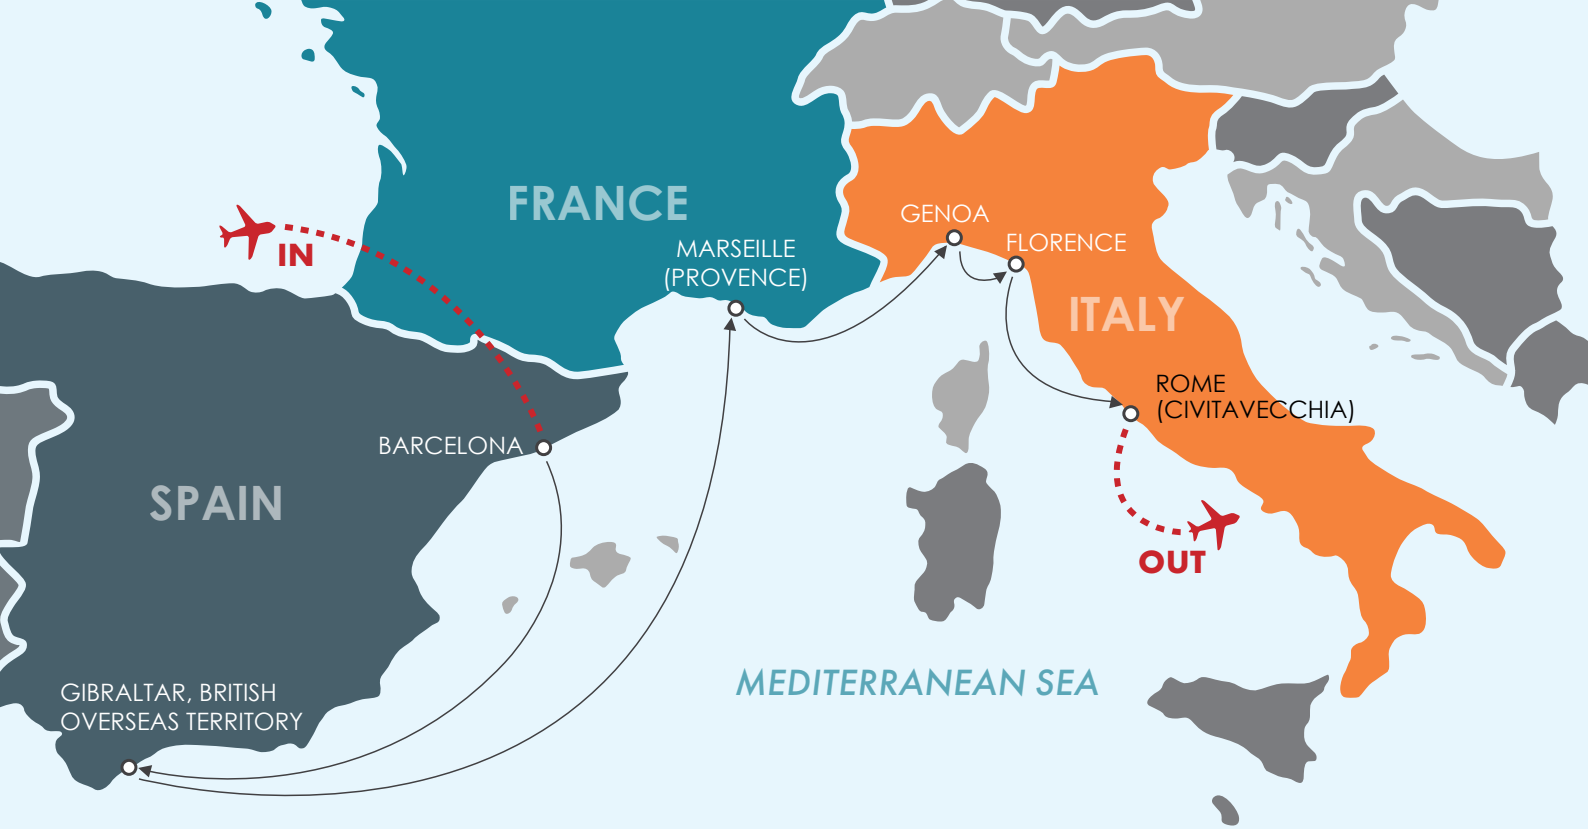 FRANCE
GENOA
IN
MARSEILLE
(PROVENCE)
FLORENCE
ITALY
ROME
(CIVITAVECCHIA)
BARCELONA
SPAIN
OUT
MEDITERRANEAN SEA
GIBRALTAR, BRITISH
OVERSEAS TERRITORY